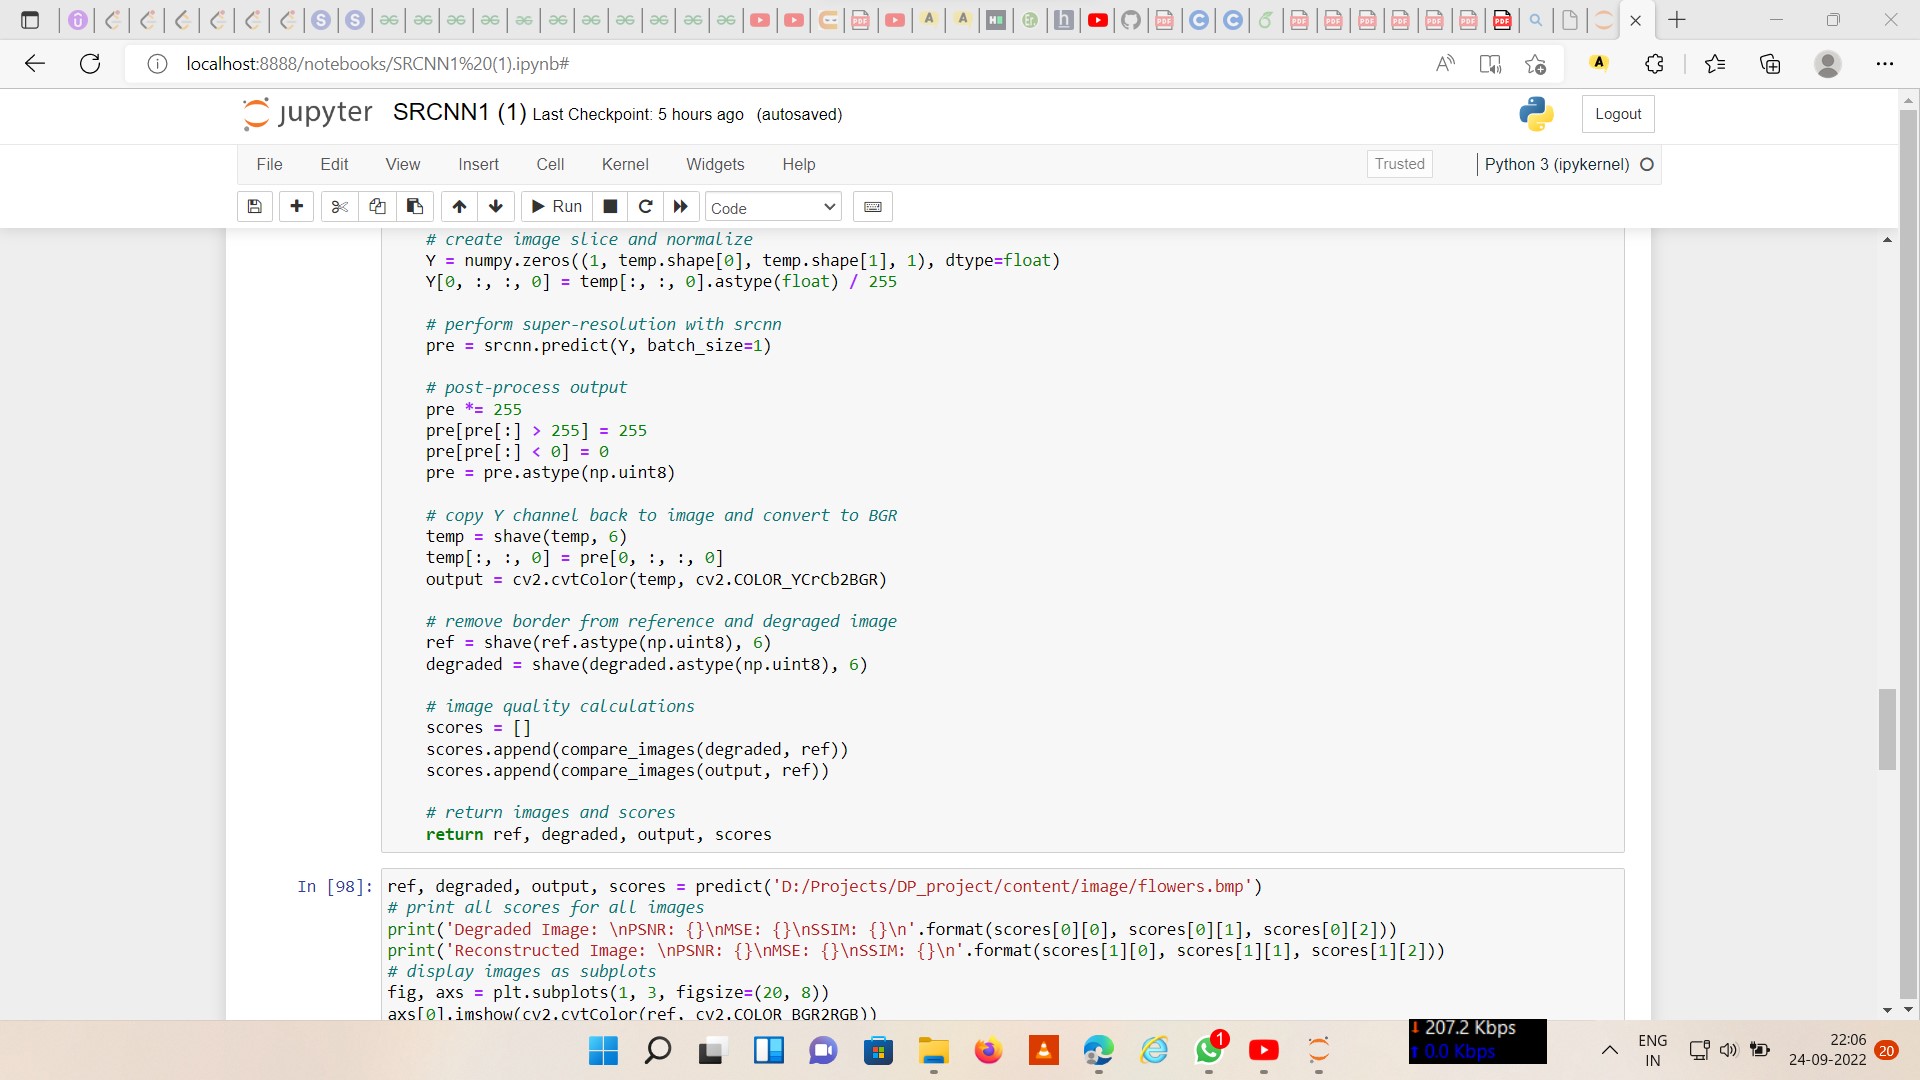 localhost:8888/notebooks/SRCNN1%20(1).ipynb#
jupyter SRCNN1 (1) Last Checkpoint: 5 hours ago (autosaved)
Logout
File Edit View Insert Cell Kernel Widgets Help
Trusted
Python 3 (ipykernel)
Run
Code
# create image slice and normalize
Y = numpy.zeros((1, temp.shape[0], temp.shape[1], 1), dtype=float)
Y[0, :, :, 0] = temp[:, :, 0].astype(float) / 255
# perform super-resolution with srcnn
pre = srcnn.predict(Y, batch_size=1)
# post-process output
pre *= 255
pre[pre[:] > 255] = 255
pre[pre[:] < 0] = 0
pre = pre.astype(np.uint8)
# copy Y channel back to image and convert to BGR
temp = shave(temp, 6)
temp[:, :, 0] = pre[0, :, :, 0]
output = cv2.cvtColor(temp, cv2.COLOR_YCrCb2BGR)
# remove border from reference and degraged image
ref = shave(ref.astype(np.uint8), 6)
degraded = shave(degraded.astype(np.uint8), 6)
# image quality calculations
scores = []
scores.append(compare_images(degraded, ref))
scores.append(compare_images(output, ref))
# return images and scores
return ref, degraded, output, scores
In [98]: ref, degraded, output, scores = predict('D:/Projects/DP_project/content/image/flowers.bmp')
# print all scores for all images
print('Degraded Image: \nPSNR: {}\nMSE: {}\nSSIM: {}\n'.format(scores[0][0], scores[0][1], scores[0][2]))
print('Reconstructed Image: \nPSNR: {}\nMSE: {}\nSSIM: {}\n'.format(scores[1][0], scores[1][1], scores[1][2]))
# display images as subplots
fig, axs = plt.subplots(1, 3, figsize=(20, 8))
axs[0].imshow(cv2.cvtColor(ref, cv2.COLOR_BGR2RGB))
207.2 Kbps
0.0 Kbps
1
ENG
IN
22:06
24-09-2022
20